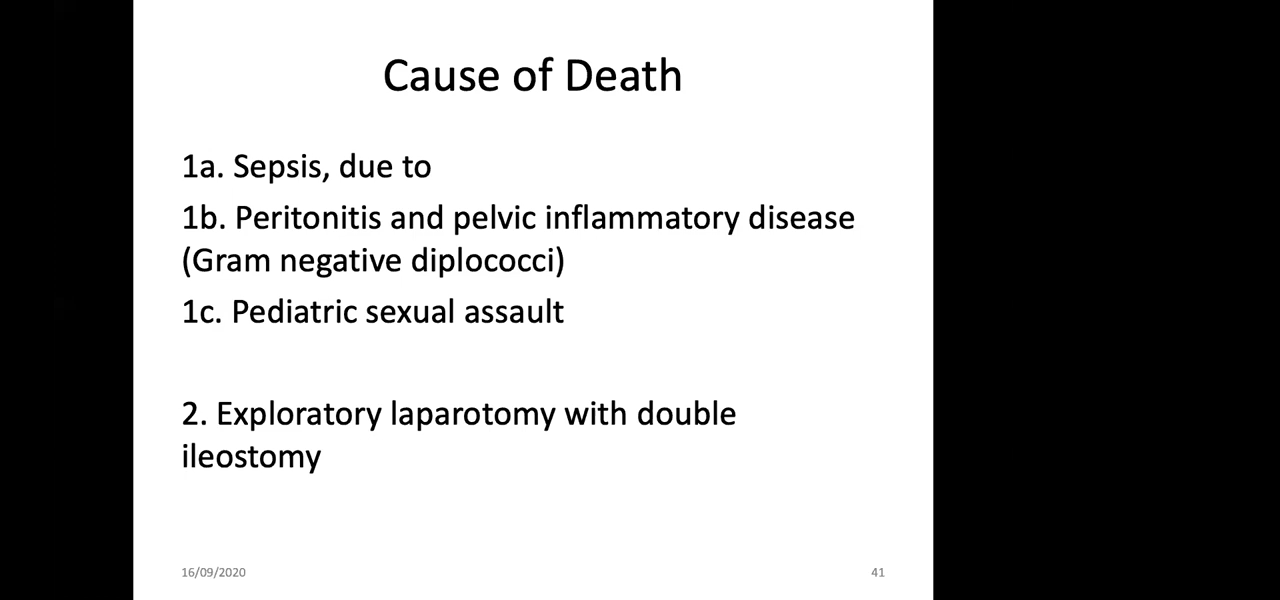 Cause of Death
1a. Sepsis, due to
1b. Peritonitis and pelvic inflammatory disease
(Gram negative diplococci)
1c. Pediatric sexual assault
2. Exploratory laparotomy with double
ileostomy
16/09/2020
41